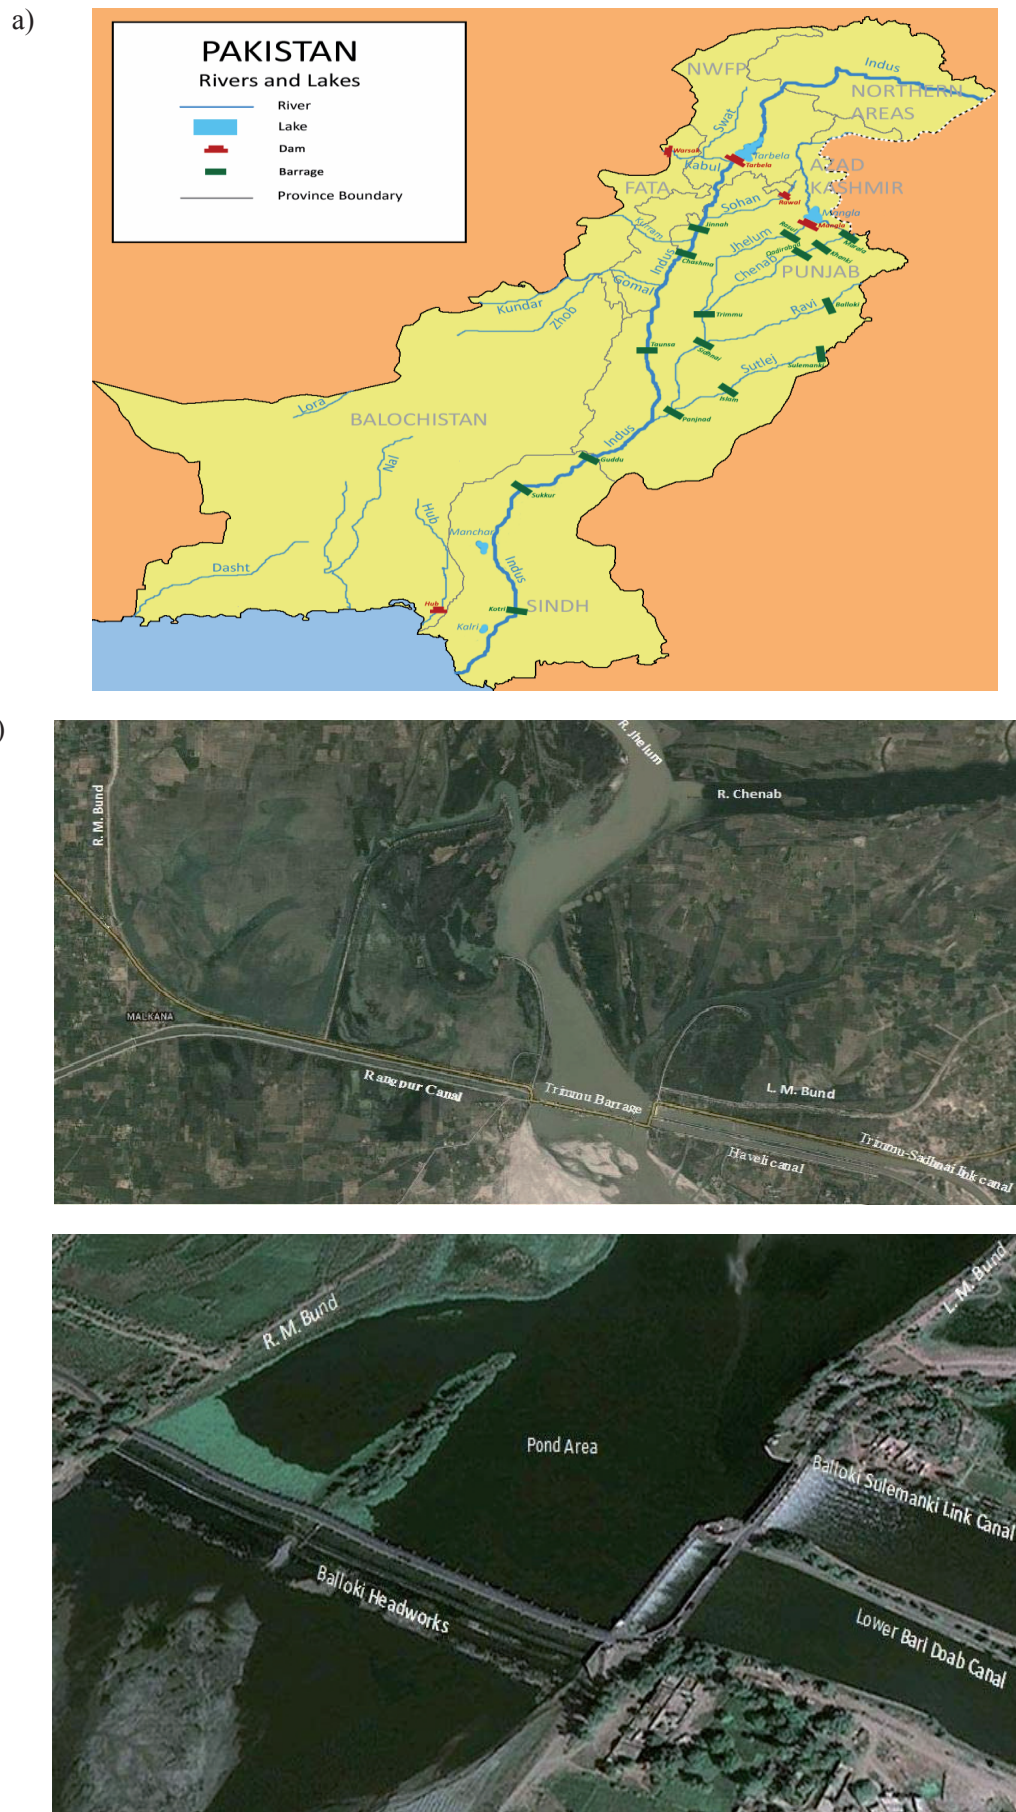 a)
PAKISTAN
Rivers and Lakes
River
Lake
Dam
Barrage
Province Boundary
NWFP
Indus
NORTHERN
AREAS
Swat
Warsak
Kabul
Tarbela
Tarbela
AZAD
KASHMIR
FATA
Sohan
Rawal
Mangla
Mangla
Kurram
Jinnah
Jhelum
Rasul
Marala
Qadirabad
Khanki
Indus
Chashma
Chenab
PUNJAB
Gomal
Kundar
Zhob
Trimmu
Ravi
Balloki
Taunsa
Sidhnai
Sutlej
Sulemanki
Islam
Lora
BALOCHISTAN
Panjnad
Indus
Guddu
Nal
Sukkur
Hub
Manchar
Indus
Dasht
Hub
Kotri
SINDH
Kalri
)
R. M. Bund
R. Jhelum
R. Chenab
MALKANA
Rangpur Canal
Trimmu Barrage
L. M. Bund
Haveli canal
Trimmu-Sadhnai link canal
R. M. Bund
L. M. Bund
Pond Area
Balloki Sulemanki Link Canal
Balloki Headworks
Lower Bari Doab Canal